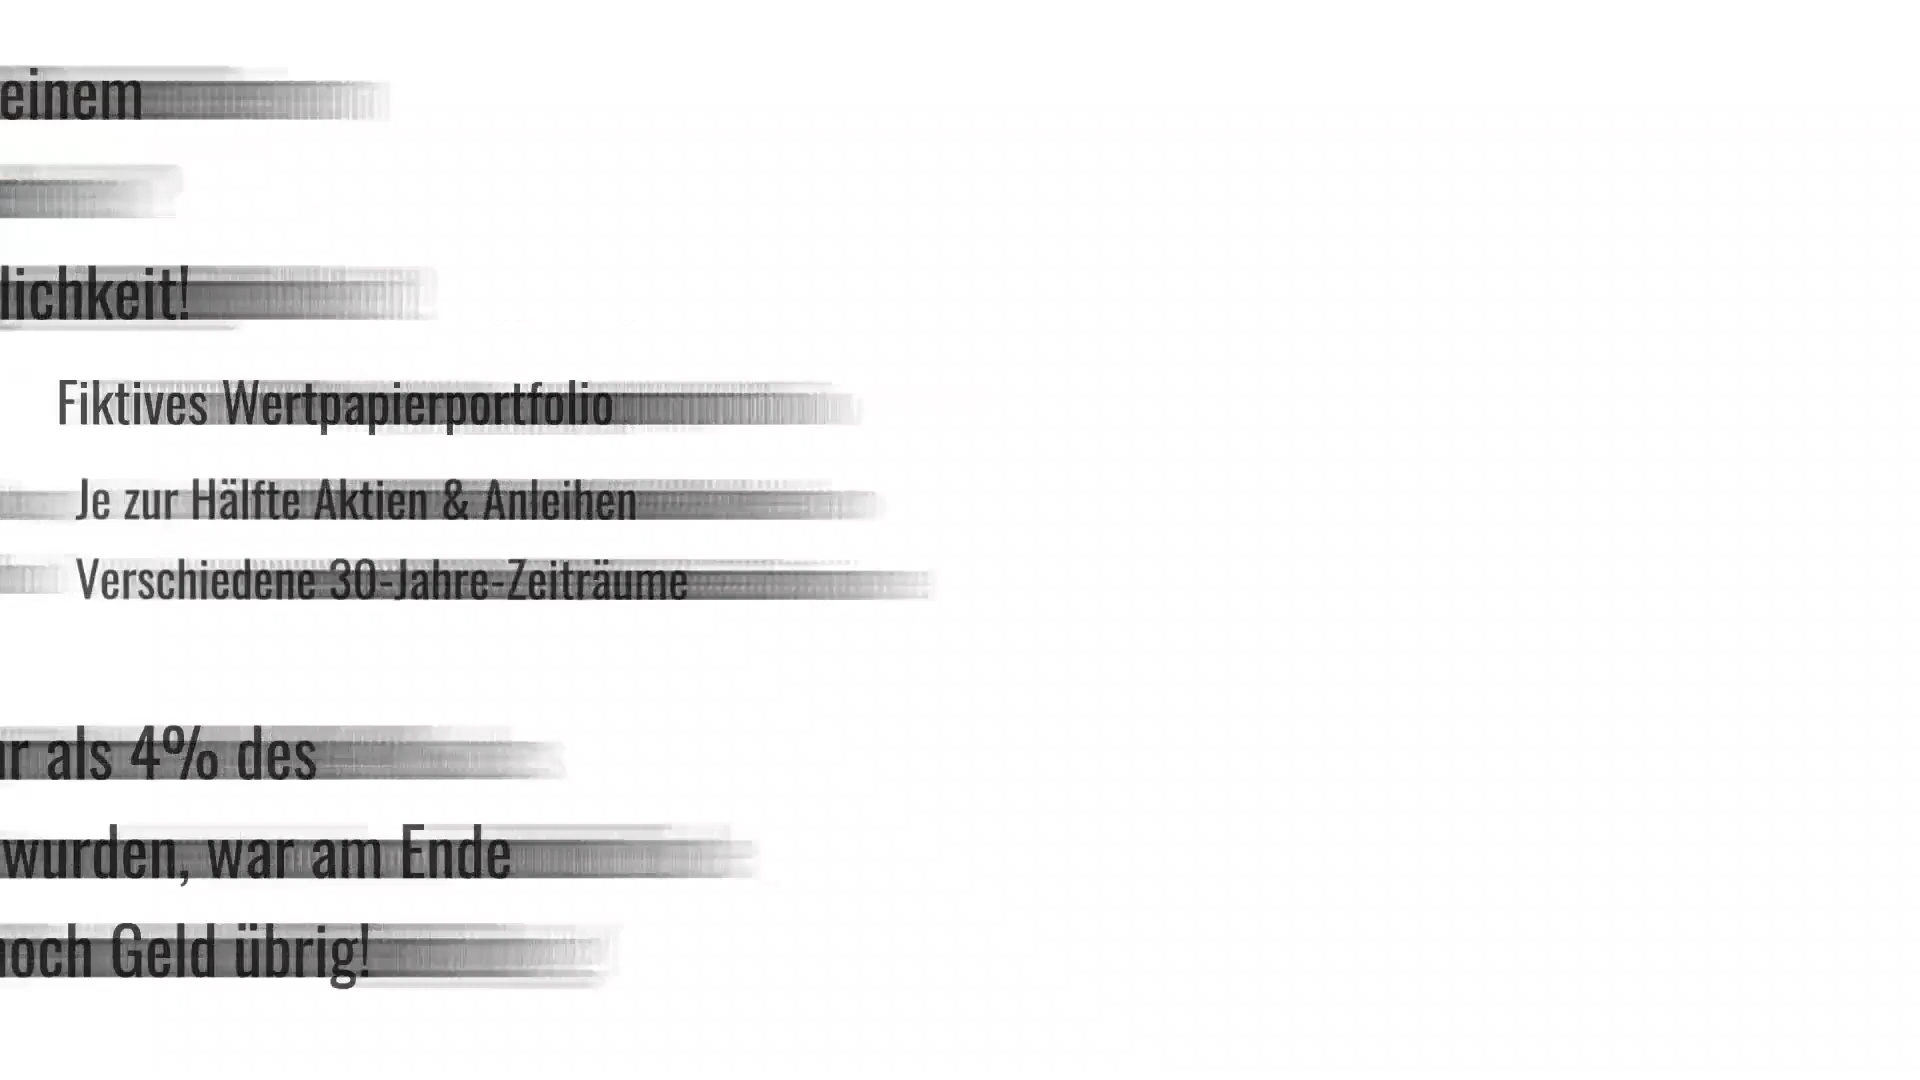 einem
lichkeit!
Fiktives Wertpapierportfolio
Je zur Hälfte Aktien & Anleihen
Verschiedene 30-Jahre-Zeiträume
als 4% des
wurden, war am Ende
noch Geld übrig!